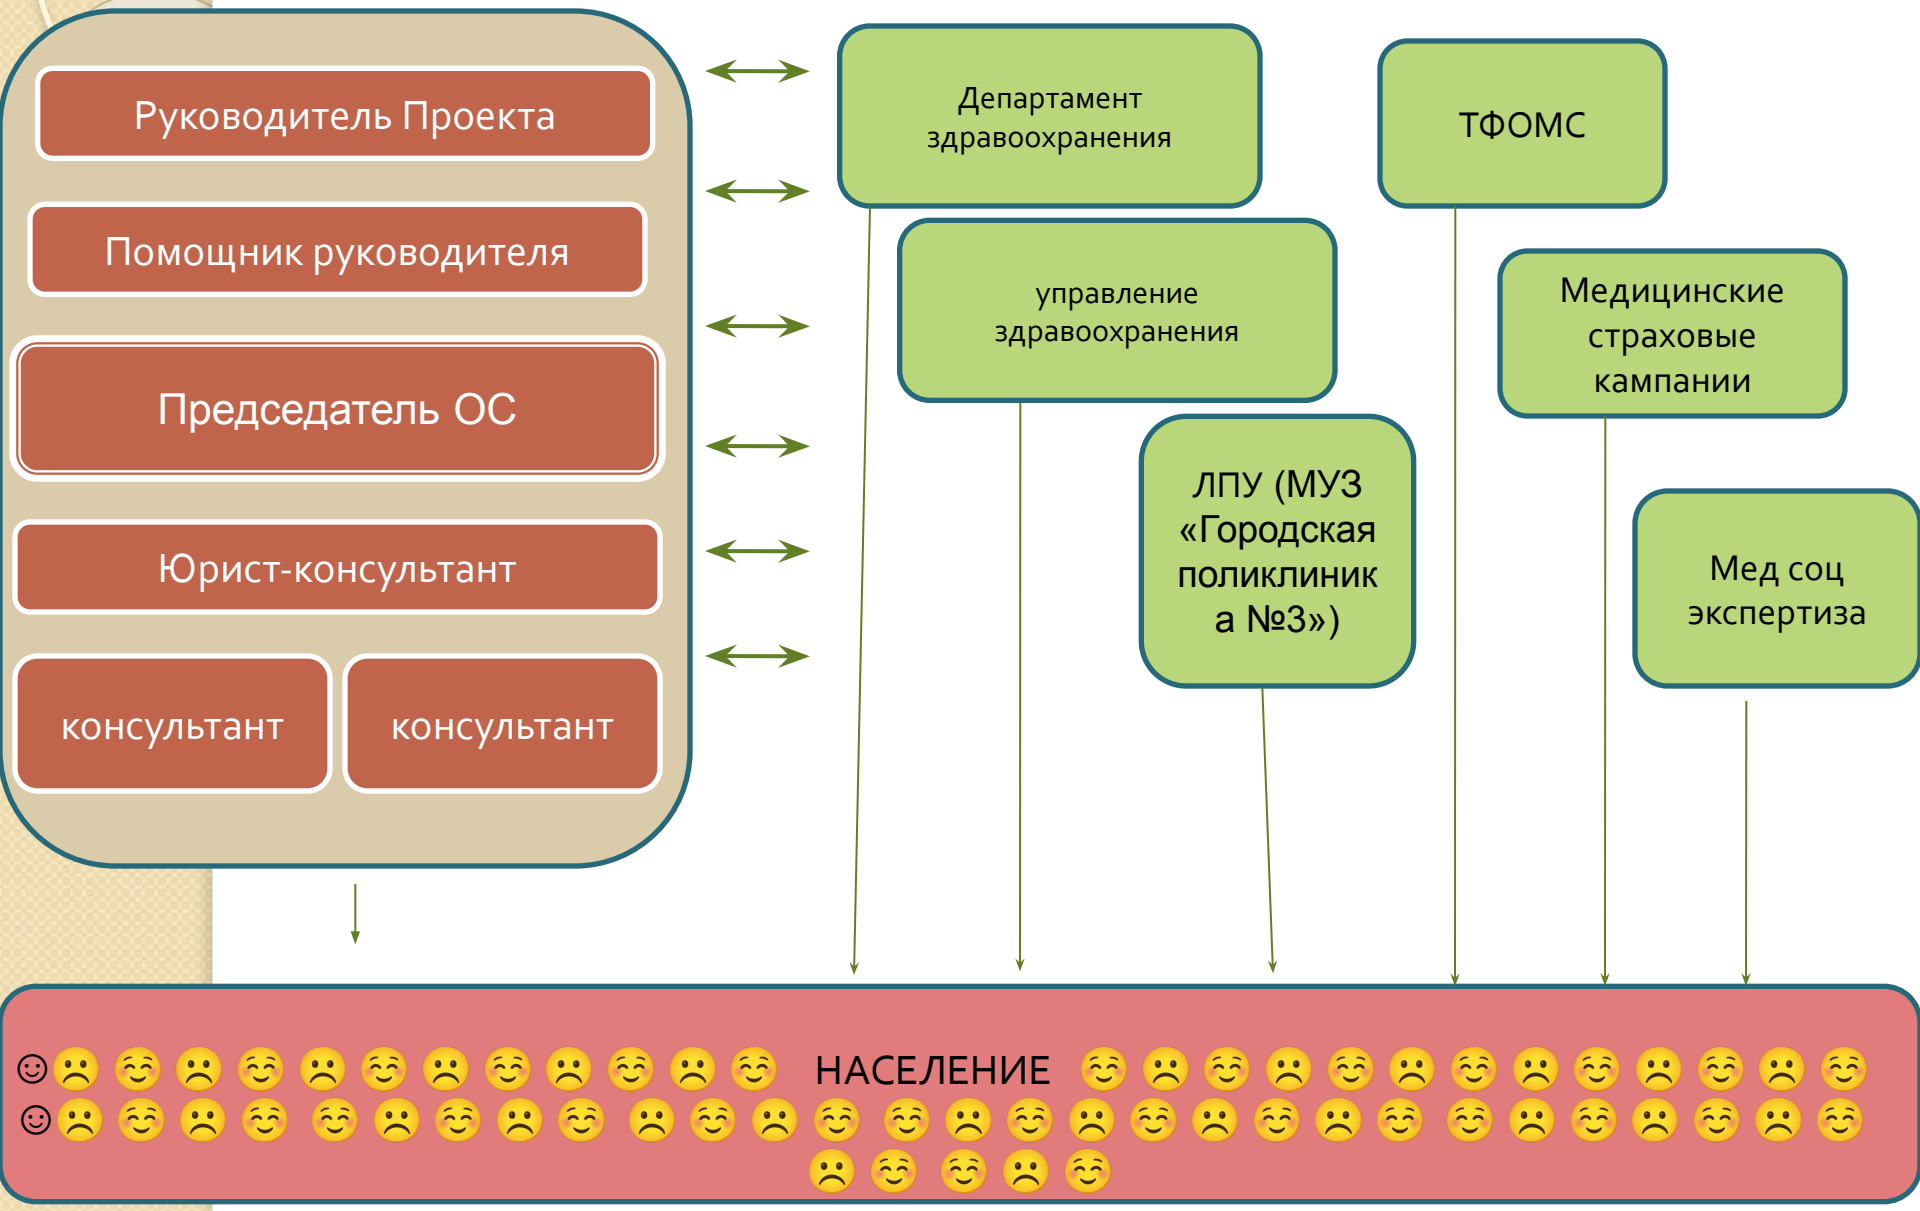 Руководитель Проекта
Помощник руководителя
Председатель ОС
Юрист-консультант
консультант
консультант
Департамент
здравоохранения
управление
здравоохранения
ЛПУ (МУЗ
«Городская
поликлиник
а №3»)
ТФОМС
Медицинские
страховые
кампании
Мед соц
экспертиза
☺☹ ☺ ☹ ☺ ☹ ☺ ☹ ☺ ☹ ☺ ☹ ☺ НАСЕЛЕНИЕ ☺ ☹ ☺ ☹ ☺ ☹ ☺ ☹ ☺ ☹ ☺ ☹ ☺
☺☹ ☺ ☹ ☺ ☺ ☹ ☺ ☹ ☺ ☹ ☺ ☹ ☺ ☺ ☹ ☺ ☹ ☺ ☹ ☺ ☹ ☺ ☺ ☹ ☺ ☹ ☺ ☹ ☺
☹ ☺ ☺ ☹ ☺